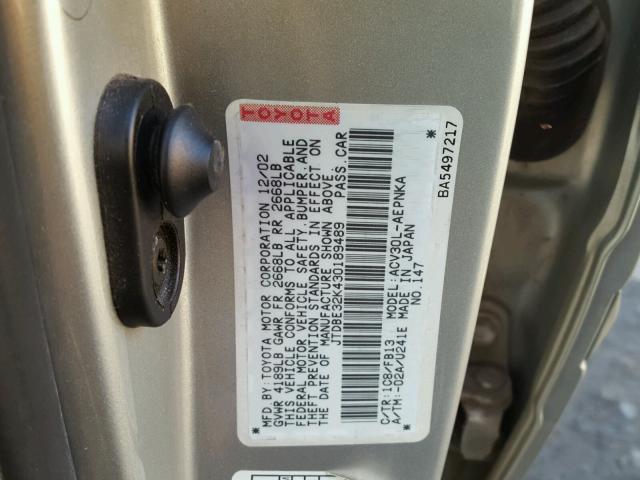 TOYOTA
MFD.BY:TOYOTA MOTOR CORPORATION 12/02
GVWR 4189LB GAWR FR 2668LB RR 2668LB
THIS VEHICLE CONFORMS TO ALL APPLICABLE
FEDERAL MOTOR VEHICLE SAFETY,BUMPER,AND
THEFT PREVENTION STANDARDS IN EFFECT ON
THE DATE OF MANUFACTURE SHOWN ABOVE.
JTDBE32K430189489 PASS.CAR
* *
C/TR:1C8/FB13 MODEL:ACV30L-AEPNKA
A/TM:-02A/U241E MADE IN JAPAN
NO.147
BA5497217